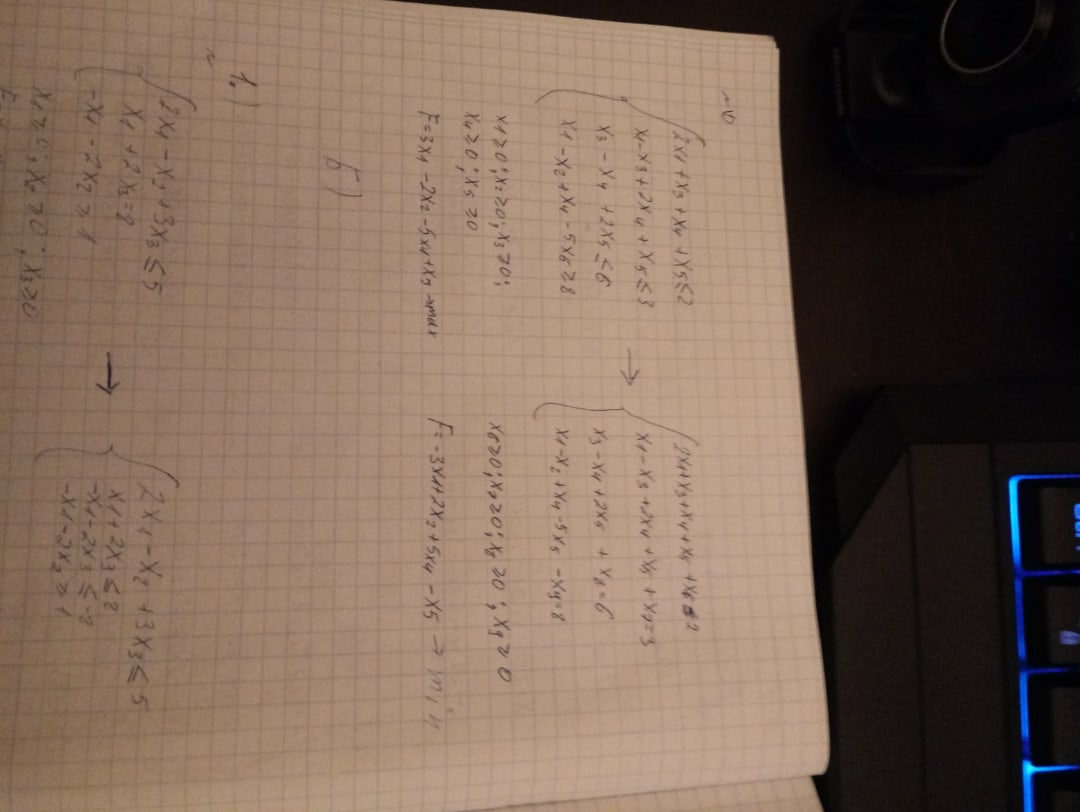 ~
a)
2x1 + x3 + x4 + x5 ≤ 2
x1 - x3 + 2x4 + x5 ≤ 3
x3 - x4 + 2x5 ≤ 6
x1 - x2 + x4 - 5x5 ≥ 8
x1 ≥ 0; x2 ≥ 0; x3 ≥ 0;
x4 ≥ 0; x5 ≥ 0
F = 3x1 - 2x2 - 5x4 + x5 → max
→
2x1 + x3 + x4 + x5 + x6 = 2
x1 - x3 + 2x4 + x5 + x7 = 3
x3 - x4 + 2x5 + x8 = 6
x1 - x2 + x4 - 5x5 - x9 = 8
x6 ≥ 0; x7 ≥ 0; x8 ≥ 0; x9 ≥ 0
F = -3x1 + 2x2 + 5x4 - x5 → min
б)
~ 1.)
2x1 - x2 + 3x3 ≤ 5
x1 + 2x3 = 8
-x1 - 2x2 ≥ 1
x1 ≥ 0; x2 ≥ 0; x3 ≥ 0
→
2x1 - x2 + 3x3 ≤ 5
x1 + 2x3 ≤ 8
-x1 - 2x3 ≤ -8
-x1 - 2x2 ≥ 1